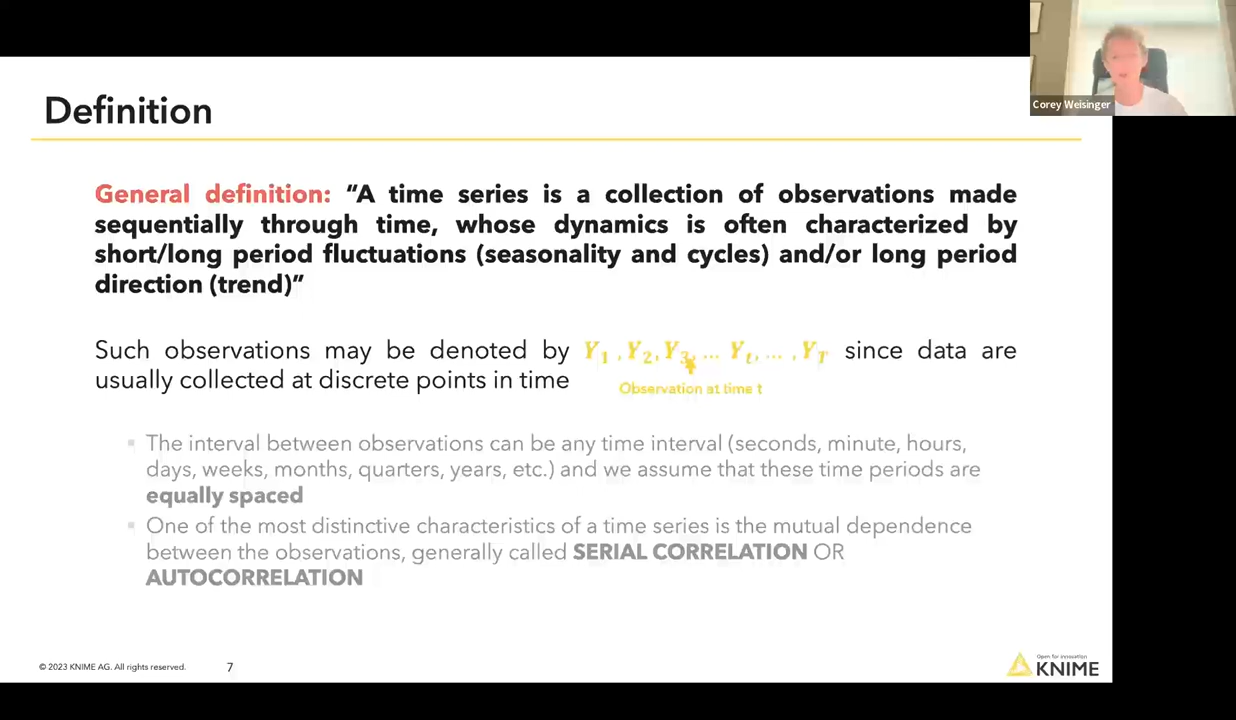 Corey Weisinger
Definition
General definition: “A time series is a collection of observations made
sequentially through time, whose dynamics is often characterized by
short/long period fluctuations (seasonality and cycles) and/or long period
direction (trend)”
Such observations may be denoted by Y1 , Y2, Y3, ... Yt, ... , YT since data are
usually collected at discrete points in time
Observation at time t
▪ The interval between observations can be any time interval (seconds, minute, hours,
days, weeks, months, quarters, years, etc.) and we assume that these time periods are
equally spaced
▪ One of the most distinctive characteristics of a time series is the mutual dependence
between the observations, generally called SERIAL CORRELATION OR
AUTOCORRELATION
© 2023 KNIME AG. All rights reserved.
7
Open for innovation
KNIME